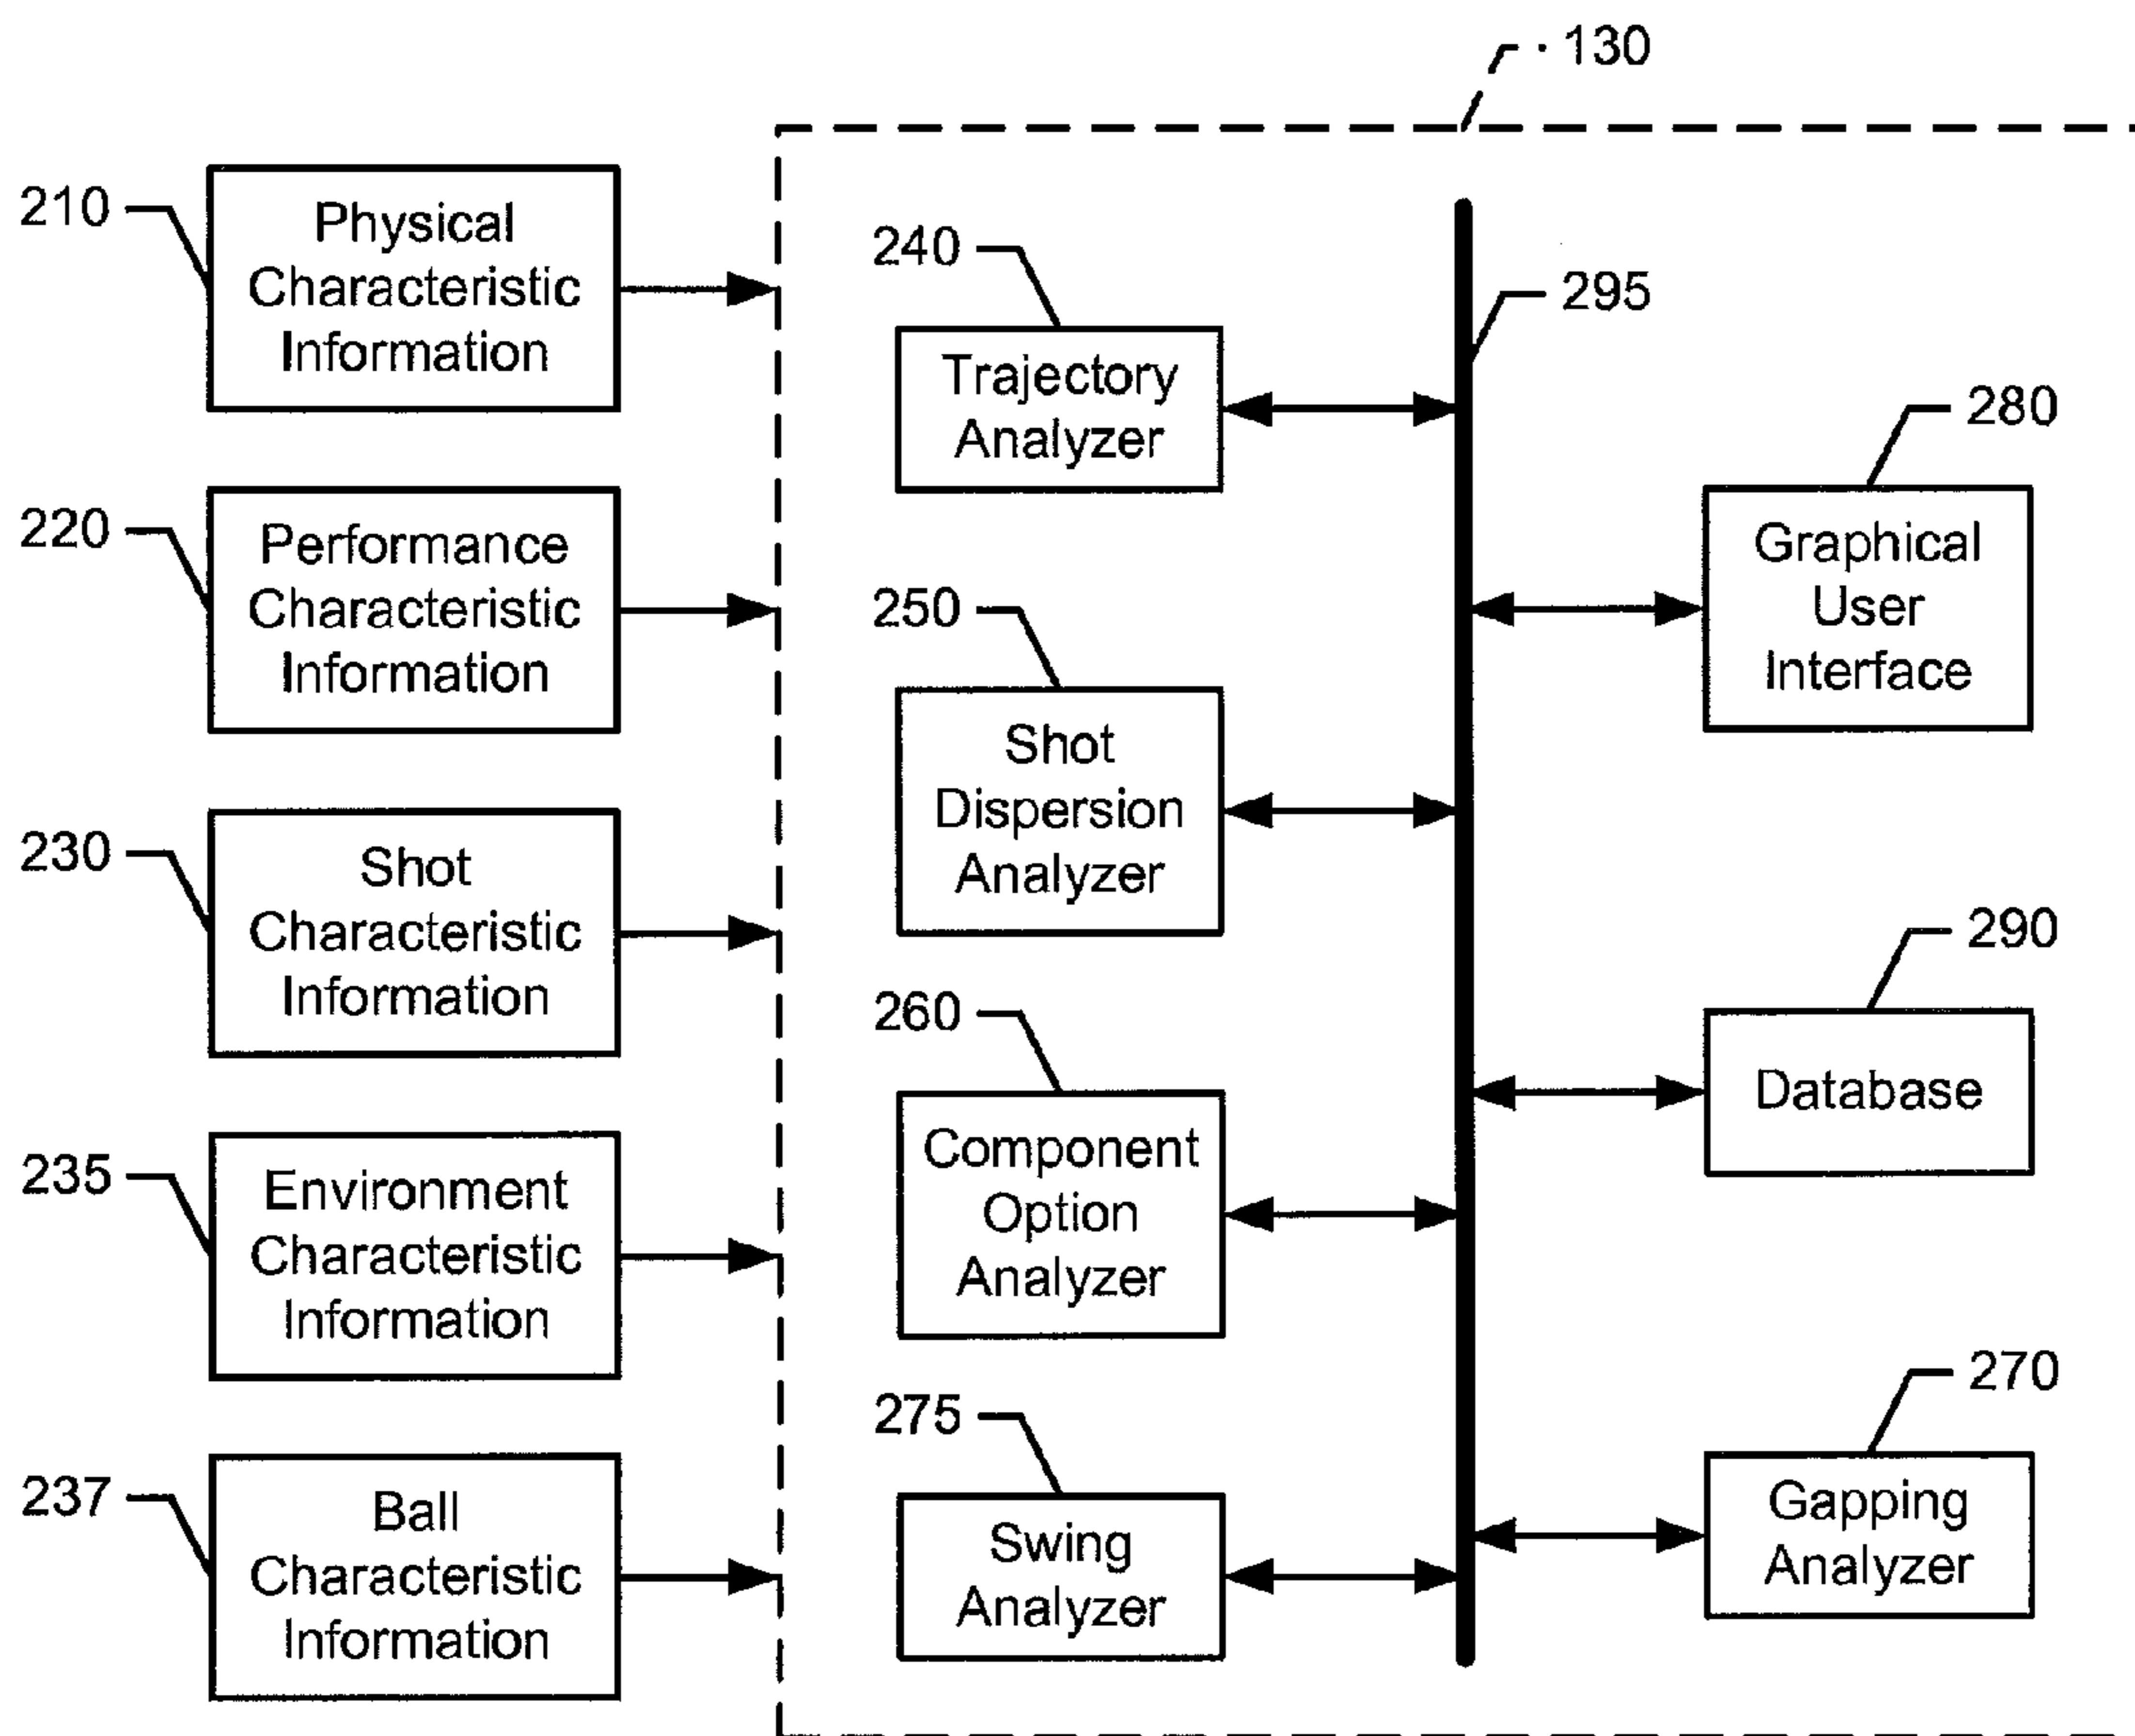 130
210
Physical
Characteristic
Information
220
Performance
Characteristic
Information
230
Shot
Characteristic
Information
235
Environment
Characteristic
Information
237
Ball
Characteristic
Information
240
Trajectory
Analyzer
250
Shot
Dispersion
Analyzer
260
Component
Option
Analyzer
275
Swing
Analyzer
295
280
Graphical
User
Interface
290
Database
270
Gapping
Analyzer